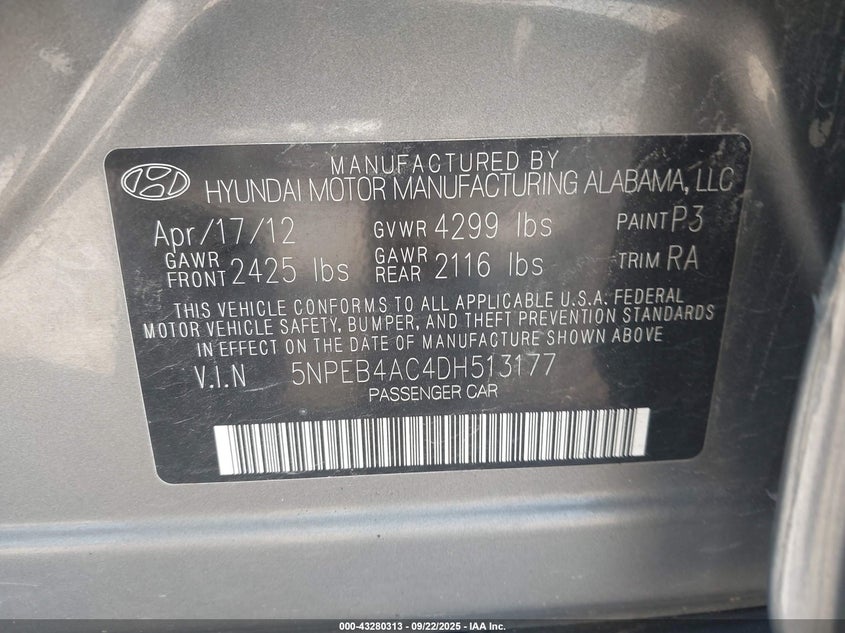 MANUFACTURED BY
HYUNDAI MOTOR MANUFACTURING ALABAMA, LLC
Apr/17/12 GVWR 4299 lbs PAINT P3
GAWR FRONT 2425 lbs GAWR REAR 2116 lbs TRIM RA
THIS VEHICLE CONFORMS TO ALL APPLICABLE U.S.A. FEDERAL
MOTOR VEHICLE SAFETY, BUMPER, AND THEFT PREVENTION STANDARDS
IN EFFECT ON THE DATE OF MANUFACTURE SHOWN ABOVE
V.I.N 5NPEB4AC4DH513177
PASSENGER CAR
000-43280313 - 09/22/2025 - IAA Inc.